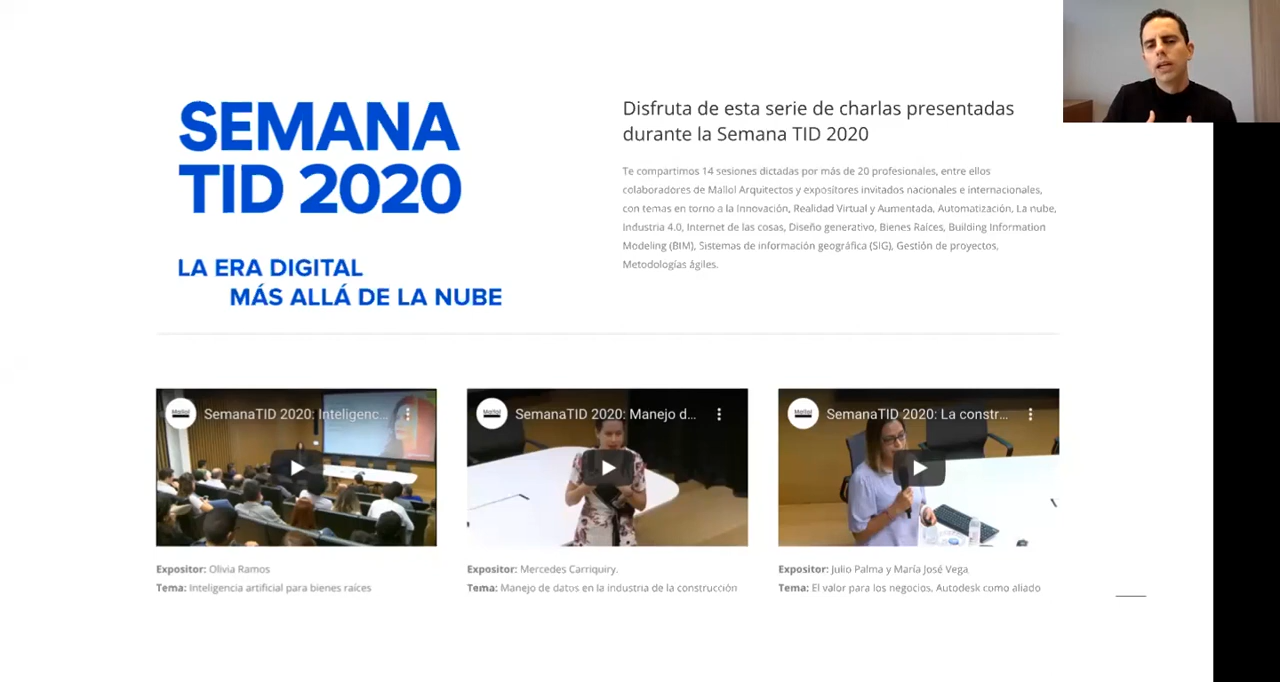 SEMANA
TID 2020
LA ERA DIGITAL
MÁS ALLÁ DE LA NUBE
Disfruta de esta serie de charlas presentadas
durante la Semana TID 2020
Te compartimos 14 sesiones dictadas por más de 20 profesionales, entre ellos
colaboradores de Mallol Arquitectos y expositores invitados nacionales e internacionales,
con temas en torno a la Innovación, Realidad Virtual y Aumentada, Automatización, La nube,
Industria 4.0, Internet de las cosas, Diseño generativo, Bienes Raíces, Building Information
Modeling (BIM), Sistemas de información geográfica (SIG), Gestión de proyectos,
Metodologías ágiles.
Mallol
SemanaTID 2020: Inteligenc...
Mallol
SemanaTID 2020: Manejo d...
Mallol
SemanaTID 2020: La constr...
Expositor: Olivia Ramos
Tema: Inteligencia artificial para bienes raíces
Expositor: Mercedes Carriquiry.
Tema: Manejo de datos en la industria de la construcción
Expositor: Julio Palma y María José Vega
Tema: El valor para los negocios. Autodesk como aliado